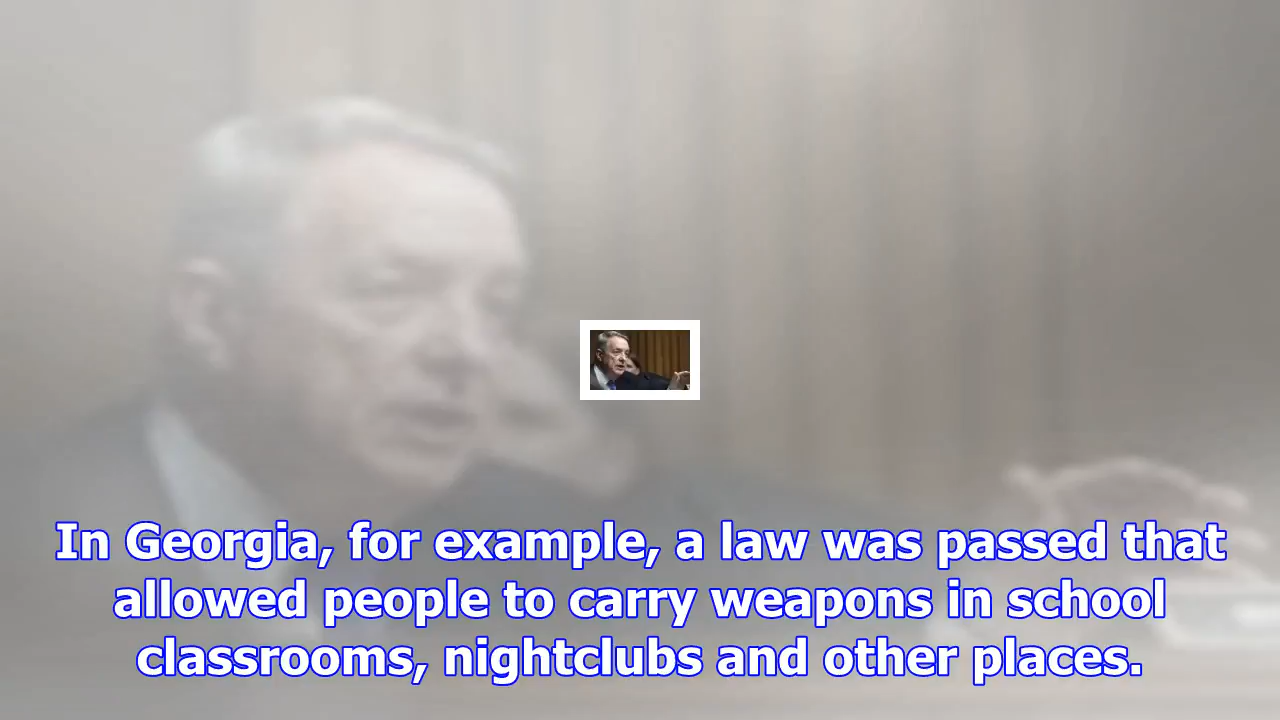 In Georgia, for example, a law was passed that
allowed people to carry weapons in school
classrooms, nightclubs and other places.